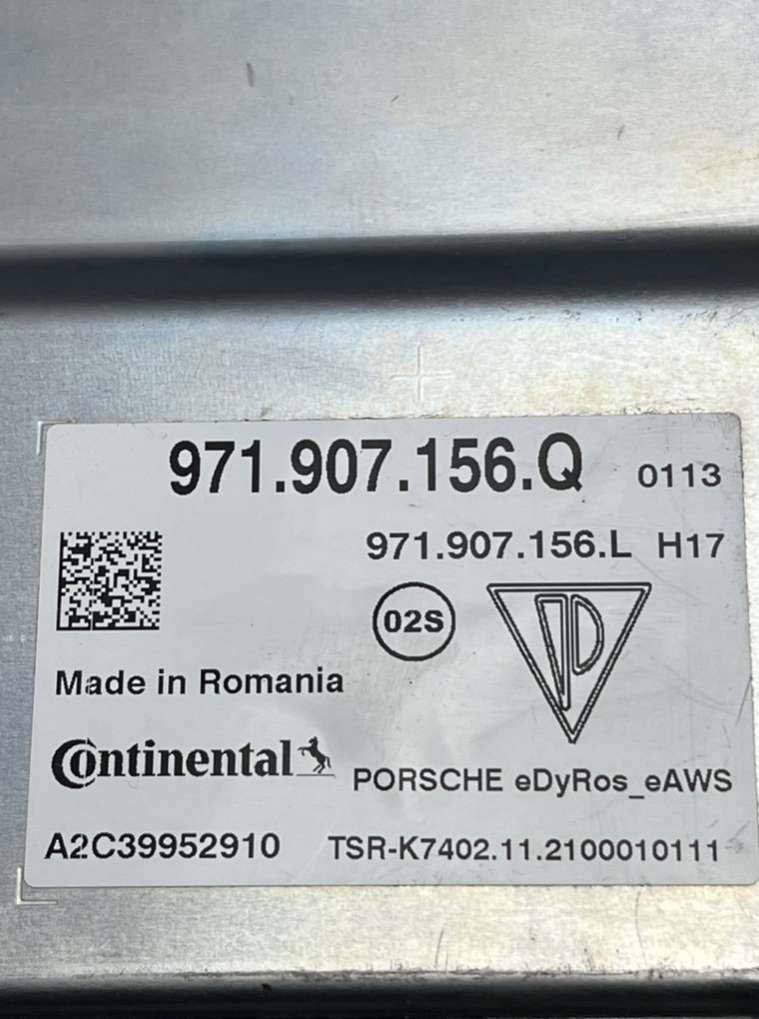 971.907.156.Q 0113
971.907.156.L H17
02S
PD
Made in Romania
Continental
PORSCHE eDyRos_eAWS
A2C39952910 TSR-K7402.11.2100010111